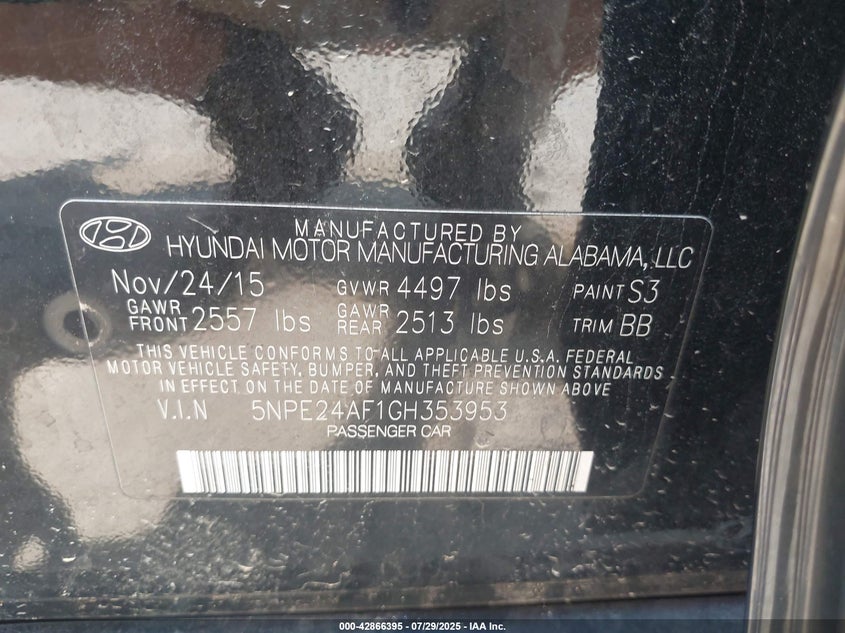 MANUFACTURED BY
HYUNDAI MOTOR MANUFACTURING ALABAMA, LLC
Nov/24/15 GVWR 4497 lbs PAINT S3
GAWR FRONT 2557 lbs GAWR REAR 2513 lbs TRIM BB
THIS VEHICLE CONFORMS TO ALL APPLICABLE U.S.A. FEDERAL
MOTOR VEHICLE SAFETY, BUMPER, AND THEFT PREVENTION STANDARDS
IN EFFECT ON THE DATE OF MANUFACTURE SHOWN ABOVE
V.I.N 5NPE24AF1GH353953
PASSENGER CAR
000-42866395 - 07/29/2025 - IAA Inc.